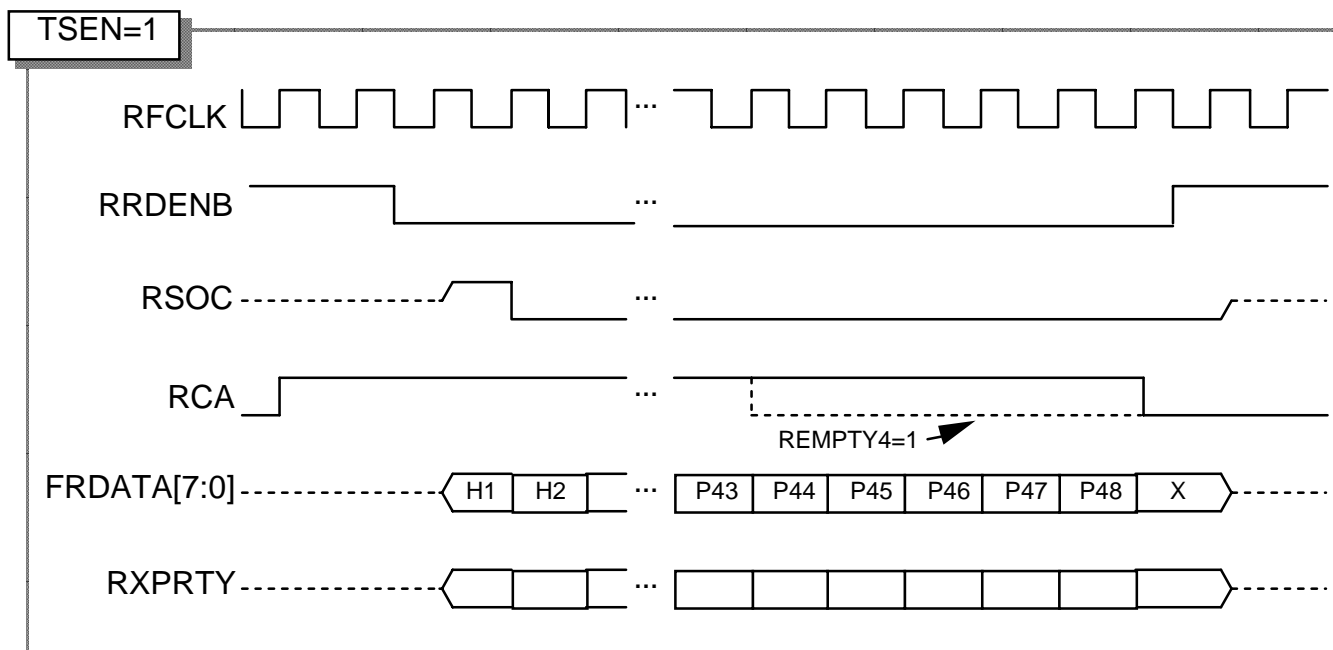 TSEN=1
RFCLK ...
RRDENB ...
RSOC ...
RCA ...
REMPTY4=1
FRDATA[7:0] H1 H2 ... P43 P44 P45 P46 P47 P48 X
RXPRTY ...